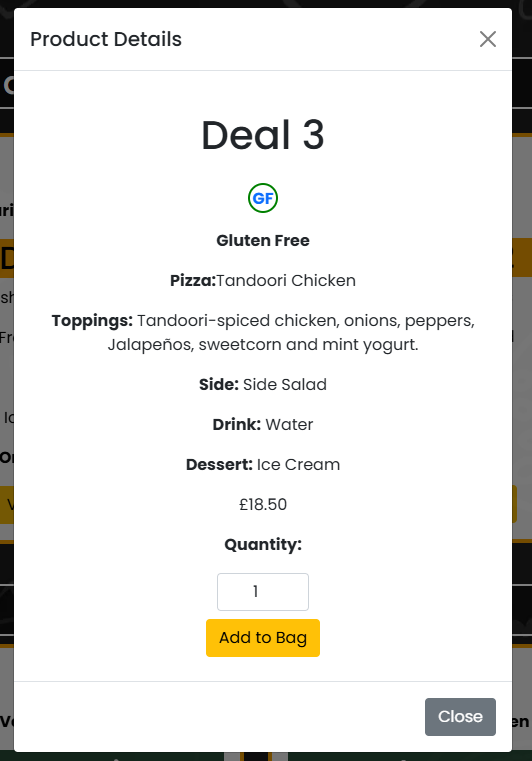 Product Details
Deal 3
GF
Gluten Free
Pizza:Tandoori Chicken
Toppings: Tandoori-spiced chicken, onions, peppers,
Jalapeños, sweetcorn and mint yogurt.
Side: Side Salad
Drink: Water
Dessert: Ice Cream
£18.50
Quantity:
1
Add to Bag
Close